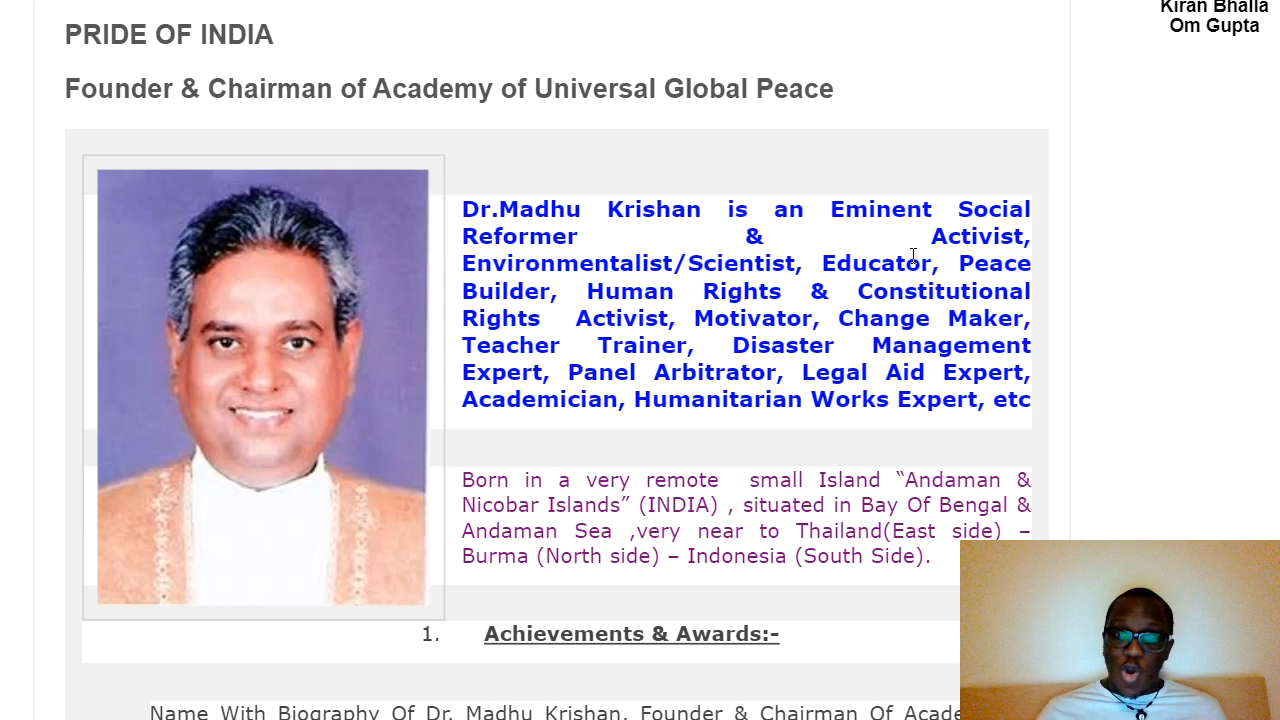 Kiran Bhalla
Om Gupta
PRIDE OF INDIA
Founder & Chairman of Academy of Universal Global Peace
Dr.Madhu Krishan is an Eminent Social
Reformer & Activist,
Environmentalist/Scientist, Educator, Peace
Builder, Human Rights & Constitutional
Rights Activist, Motivator, Change Maker,
Teacher Trainer, Disaster Management
Expert, Panel Arbitrator, Legal Aid Expert,
Academician, Humanitarian Works Expert, etc
Born in a very remote small Island “Andaman &
Nicobar Islands” (INDIA) , situated in Bay Of Bengal &
Andaman Sea ,very near to Thailand(East side) –
Burma (North side) – Indonesia (South Side).
1. Achievements & Awards:-
Name With Biography Of Dr. Madhu Krishan, Founder & Chairman Of